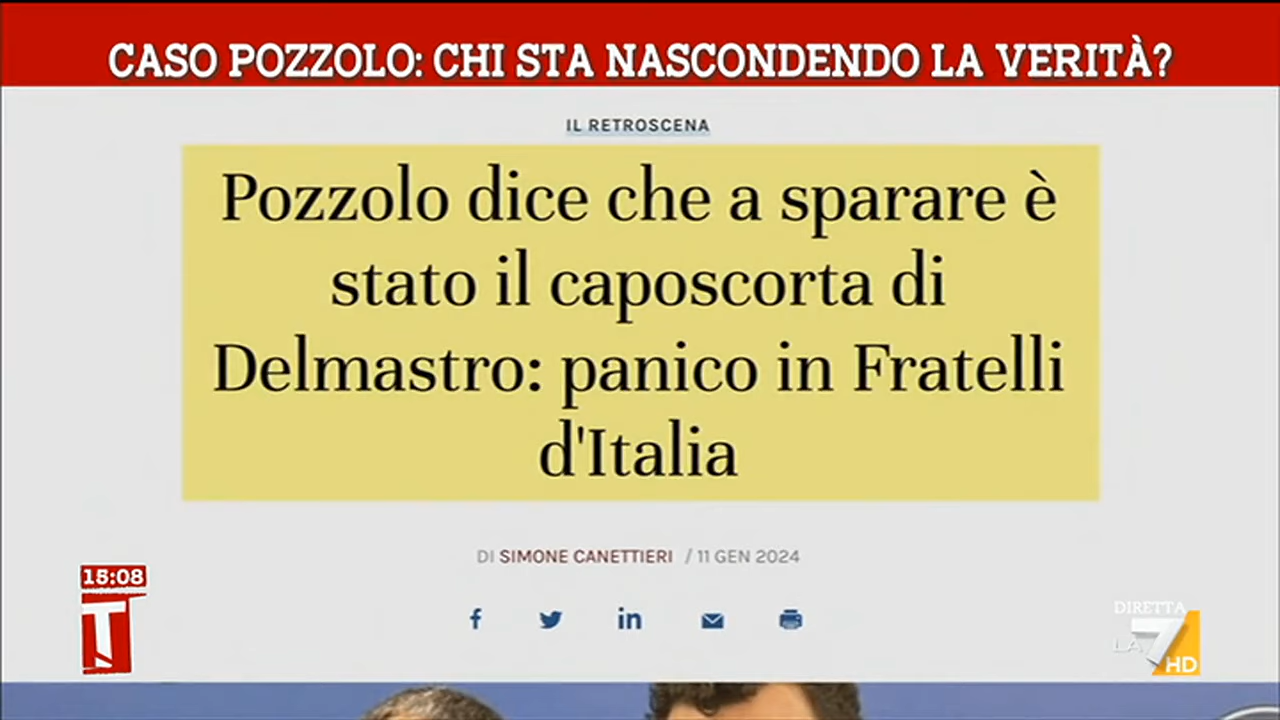 CASO POZZOLO: CHI STA NASCONDENDO LA VERITÀ?
IL RETROSCENA
Pozzolo dice che a sparare è
stato il caposcorta di
Delmastro: panico in Fratelli
d'Italia
DI SIMONE CANETTIERI / 11 GEN 2024
15:08
T
DIRETTA
LA7
HD